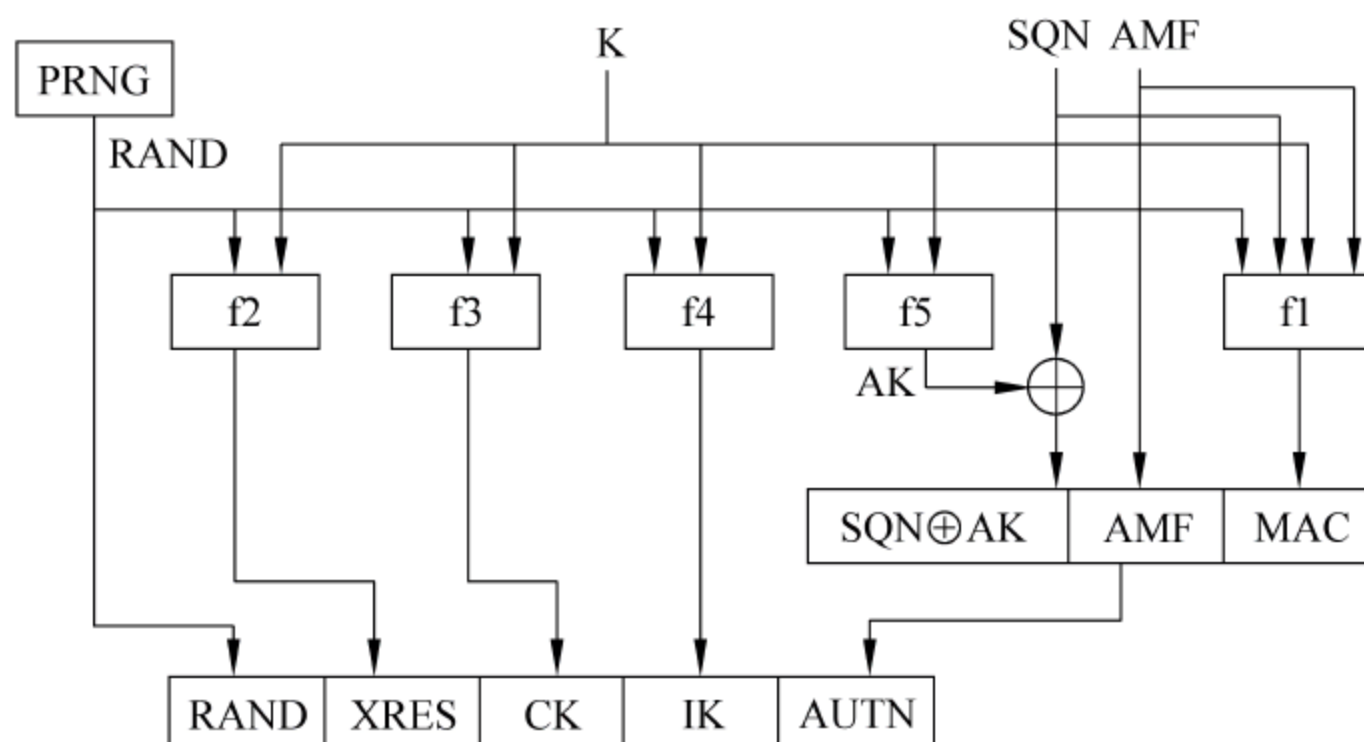 K
SQN AMF
PRNG
RAND
f2 f3 f4 f5 f1
AK
SQN⊕AK AMF MAC
RAND XRES CK IK AUTN